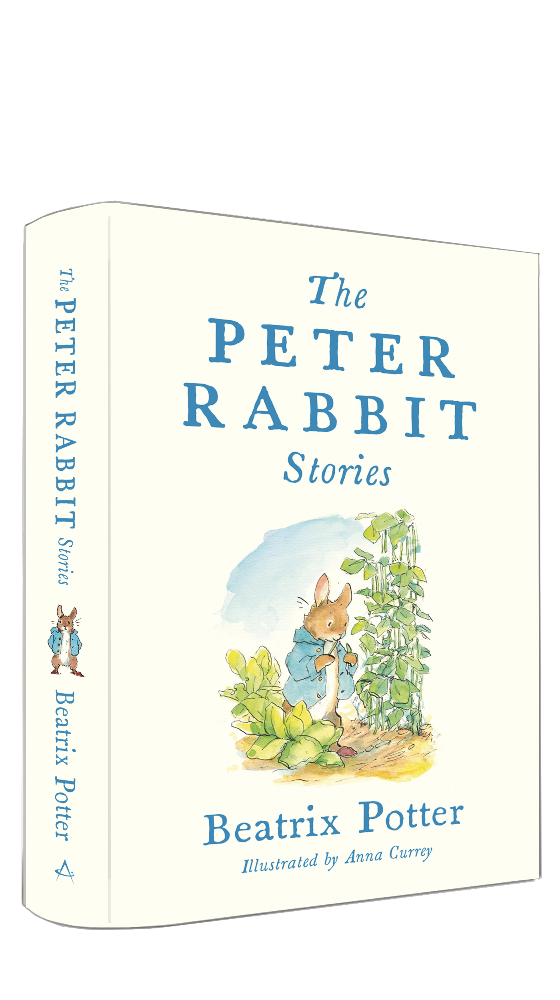 The
PETER
RABBIT
Stories
Beatrix Potter
Illustrated by Anna Currey
The PETER RABBIT Stories Beatrix Potter